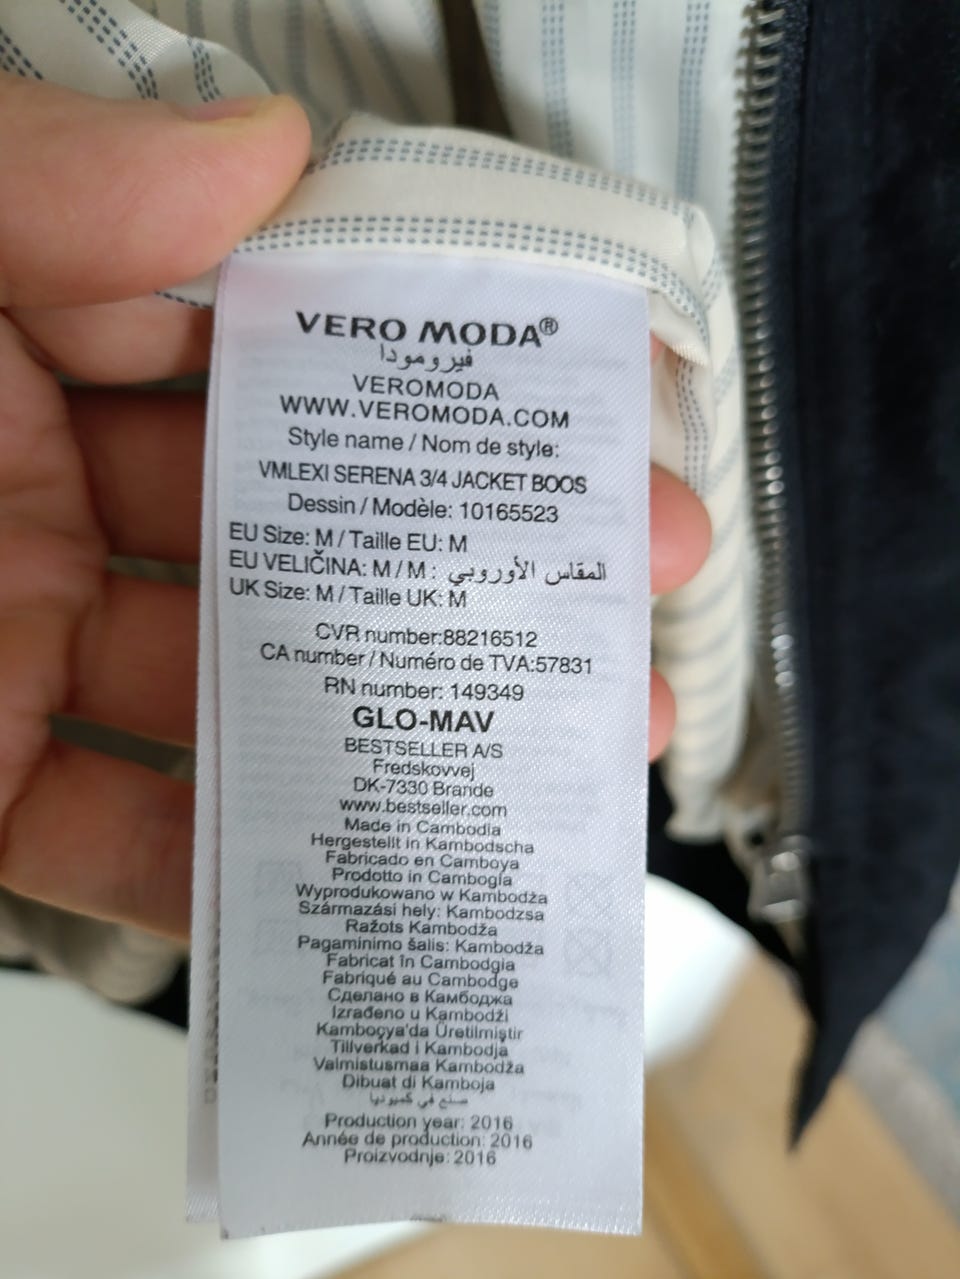 VERO MODA®
فيرومودا
VEROMODA
WWW.VEROMODA.COM
Style name / Nom de style:
VMLEXI SERENA 3/4 JACKET BOOS
Dessin / Modèle: 10165523
EU Size: M / Taille EU: M
EU VELIČINA: M / M : المقاس الأوروبي
UK Size: M / Taille UK: M
CVR number:88216512
CA number / Numéro de TVA:57831
RN number: 149349
GLO-MAV
BESTSELLER A/S
Fredskovvej
DK-7330 Brande
www.bestseller.com
Made in Cambodia
Hergestellt in Kambodscha
Fabricado en Camboya
Prodotto in Cambogia
Wyprodukowano w Kambodża
Származási hely: Kambodzsa
Ražots Kambodža
Pagaminimo šalis: Kambodža
Fabricat în Cambodgia
Fabriqué au Cambodge
Сделано в Камбоджа
Izrađeno u Kambodži
Kamboçya'da Üretilmiştir
Tillverkad i Kambodja
Valmistusmaa Kambodža
Dibuat di Kamboja
صنع في كمبوديا
Production year: 2016
Année de production: 2016
Proizvodnje: 2016